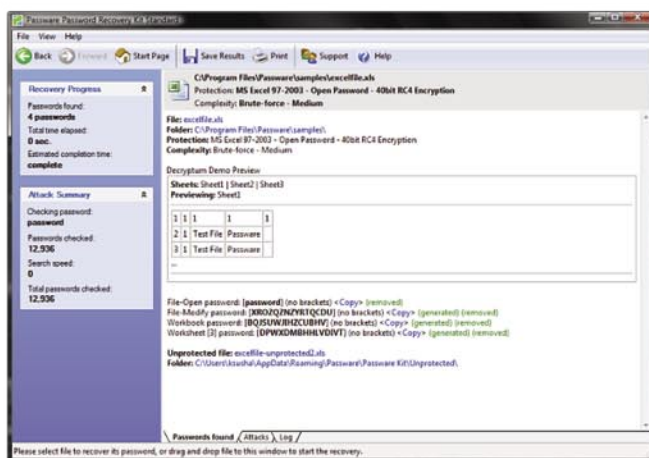 Passware Password Recovery Kit Standard
File View Help
Back Forward Start Page Save Results Print Support Help
Recovery Progress
Passwords found:
4 passwords
Total time elapsed:
0 sec.
Estimated completion time:
complete
Attack Summary
Checking password:
password
Passwords checked:
12,936
Search speed:
0
Total passwords checked:
12,936
C:\Program Files\Passware\samples\excelfile.xls
Protection: MS Excel 97-2003 - Open Password - 40bit RC4 Encryption
Complexity: Brute-force - Medium
File: excelfile.xls
Folder: C:\Program Files\Passware\samples\
Protection: MS Excel 97-2003 - Open Password - 40bit RC4 Encryption
Complexity: Brute-force - Medium
Decryptum Demo Preview
Sheets: Sheet1 | Sheet2 | Sheet3
Previewing: Sheet1
1 1 1 1 1
2 1 Test File Passware
3 1 Test File Passware
...
File-Open password: [password] (no brackets) <Copy> (removed)
File-Modify password: (no brackets) <Copy> (generated) (removed)
Workbook password: (no brackets) <Copy> (generated) (removed)
Worksheet [3] password: (no brackets) <Copy> (generated) (removed)
Unprotected file: excelfile-unprotected2.xls
Folder: C:\Users\ksusha\AppData\Roaming\Passware\Passware Kit\Unprotected\
Passwords found Attacks Log
Please select file to recover its password, or drag and drop file to this window to start the recovery.